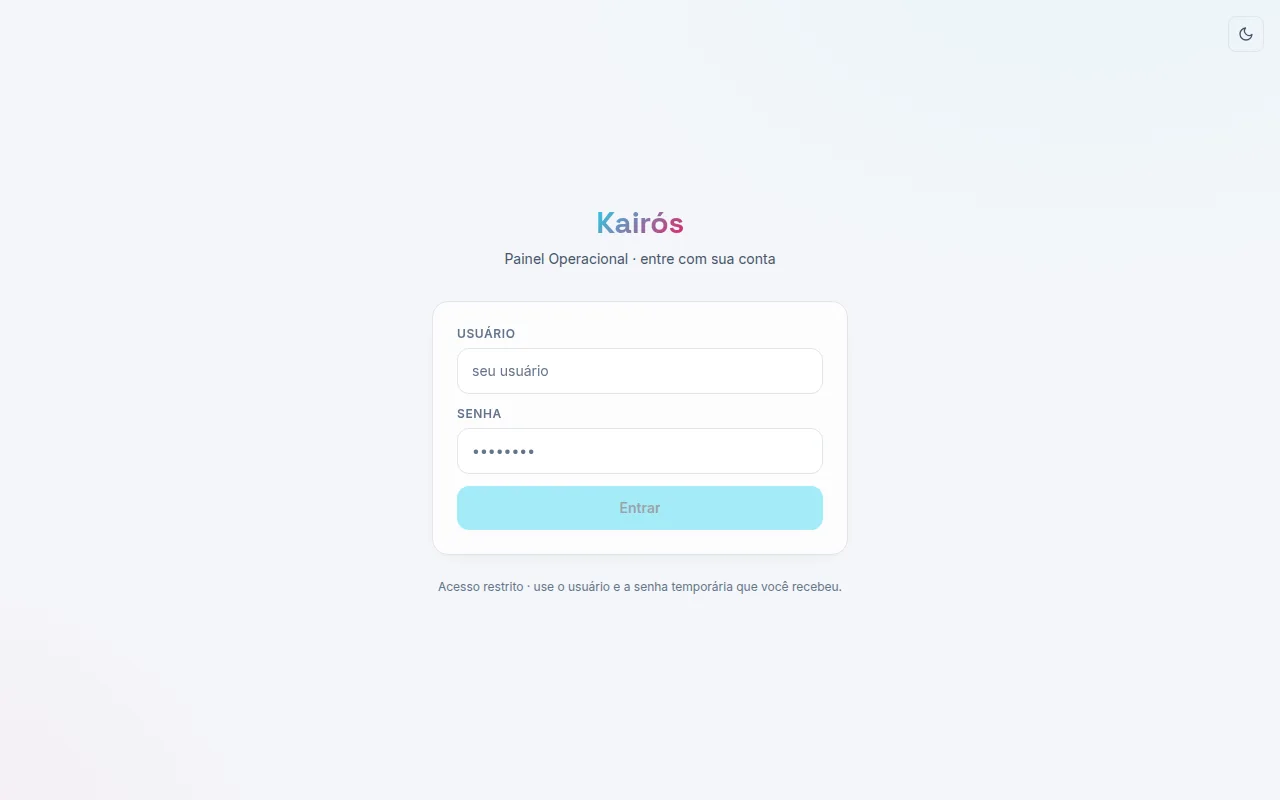 Kairós
Painel Operacional · entre com sua conta
USUÁRIO
seu usuário
SENHA
••••••••
Entrar
Acesso restrito · use o usuário e a senha temporária que você recebeu.